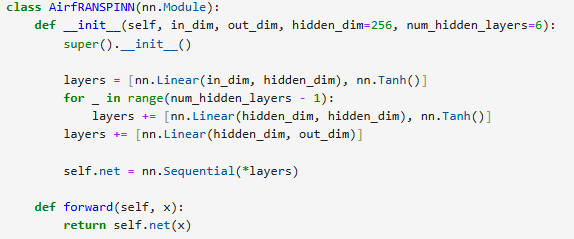 class AirfRANSPINN(nn.Module):
    def __init__(self, in_dim, out_dim, hidden_dim=256, num_hidden_layers=6):
        super().__init__()

        layers = [nn.Linear(in_dim, hidden_dim), nn.Tanh()]
        for _ in range(num_hidden_layers - 1):
            layers += [nn.Linear(hidden_dim, hidden_dim), nn.Tanh()]
        layers += [nn.Linear(hidden_dim, out_dim)]

        self.net = nn.Sequential(*layers)

    def forward(self, x):
        return self.net(x)